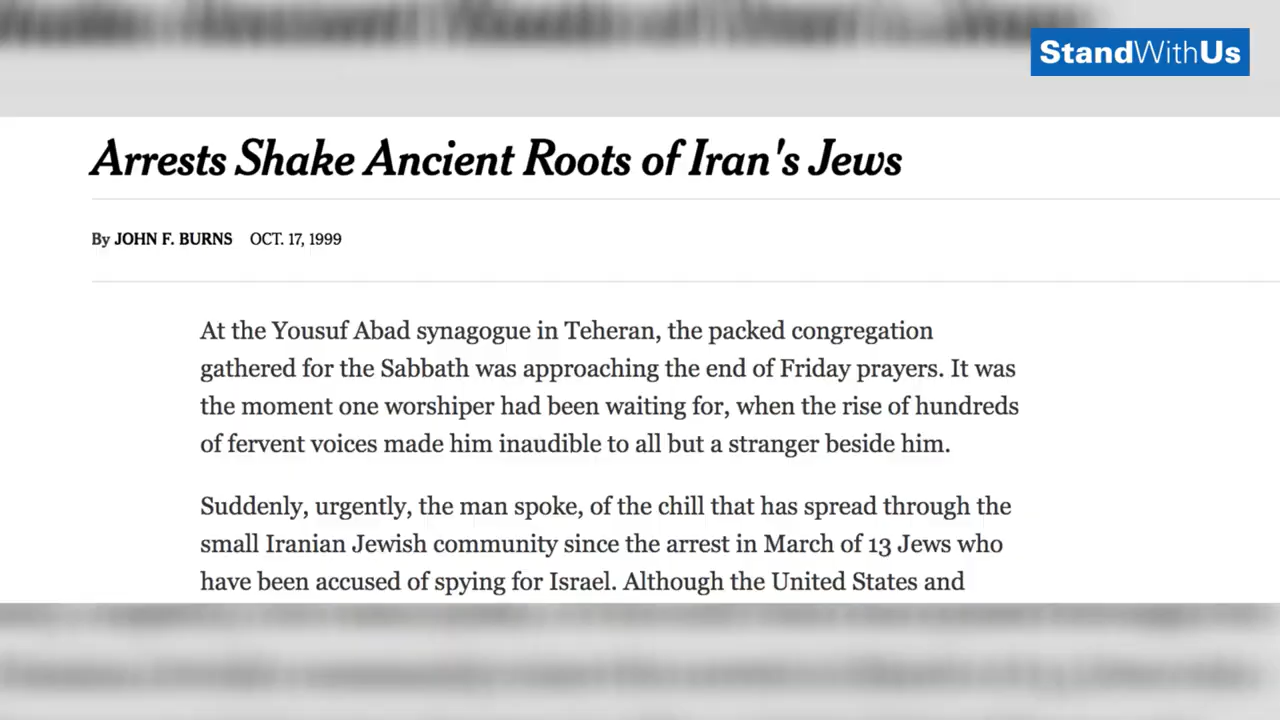 StandWithUs
Arrests Shake Ancient Roots of Iran's Jews
By JOHN F. BURNS OCT. 17, 1999
At the Yousuf Abad synagogue in Teheran, the packed congregation
gathered for the Sabbath was approaching the end of Friday prayers. It was
the moment one worshiper had been waiting for, when the rise of hundreds
of fervent voices made him inaudible to all but a stranger beside him.
Suddenly, urgently, the man spoke, of the chill that has spread through the
small Iranian Jewish community since the arrest in March of 13 Jews who
have been accused of spying for Israel. Although the United States and